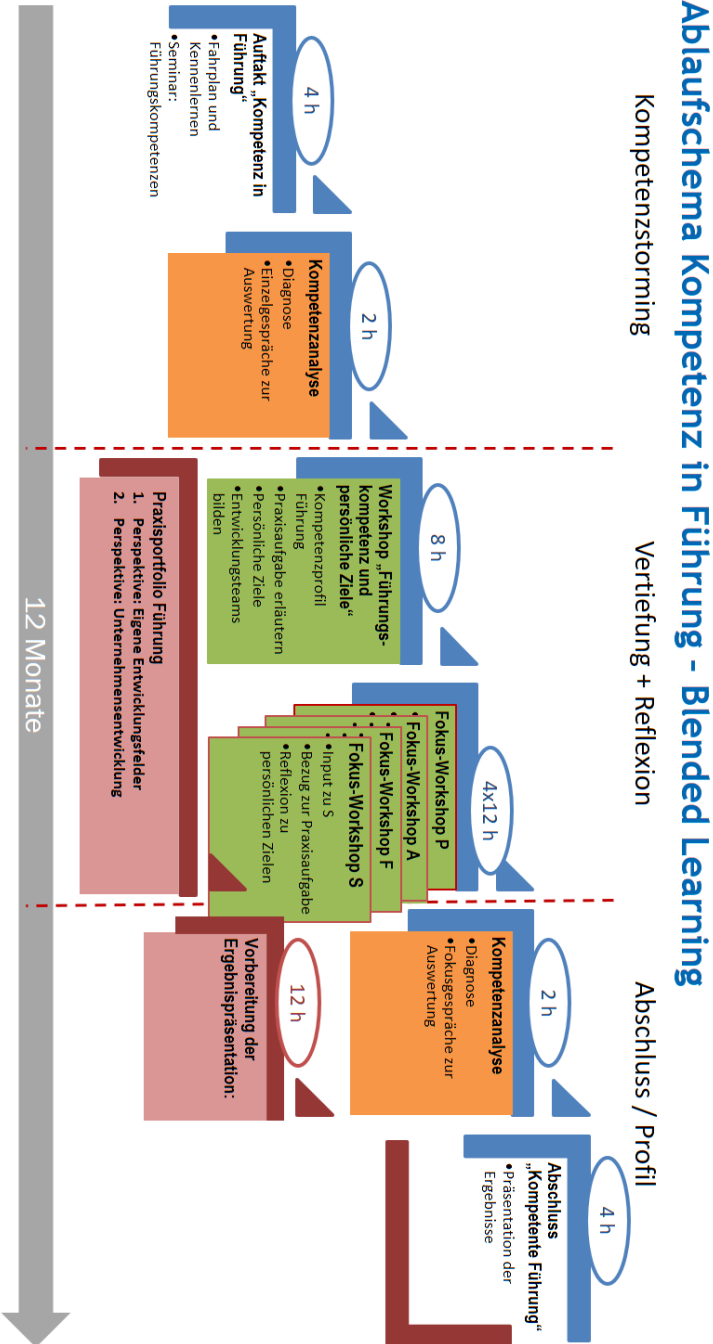 Ablaufschema Kompetenz in Führung - Blended Learning
Kompetenzstorming
Vertiefung + Reflexion
Abschluss / Profil
4 h
Auftakt „Kompetenz in
Führung“
•Fahrplan und
Kennenlernen
•Seminar:
Führungskompetenzen
2 h
Kompetenzanalyse
•Diagnose
•Einzelgespräche zur
Auswertung
8 h
Workshop „Führungs-
kompetenz und
persönliche Ziele“
•Kompetenzprofil
Führung
•Praxisaufgabe erläutern
•Persönliche Ziele
•Entwicklungsteams
bilden
4x12 h
Fokus-Workshop P
Fokus-Workshop A
Fokus-Workshop F
Fokus-Workshop S
•Input zu S
•Bezug zur Praxisaufgabe
•Reflexion zu
persönlichen Zielen
2 h
Kompetenzanalyse
•Diagnose
•Fokusgespräche zur
Auswertung
4 h
Abschluss
„Kompetente Führung“
•Präsentation der
Ergebnisse
Praxisportfolio Führung
1. Perspektive: Eigene Entwicklungsfelder
2. Perspektive: Unternehmensentwicklung
12 h
Vorbereitung der
Ergebnispräsentation:
12 Monate